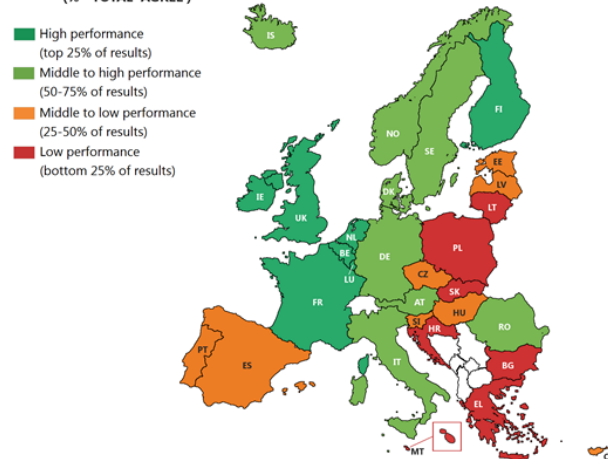 (% "TOTAL AGREE")
High performance
(top 25% of results)
Middle to high performance
(50-75% of results)
Middle to low performance
(25-50% of results)
Low performance
(bottom 25% of results)
IS
FI
NO
SE
EE
LV
DK
LT
IE
UK
NL
PL
BE
DE
LU
CZ
SK
FR
AT
HU
SI
HR
RO
PT
ES
IT
BG
EL
MT